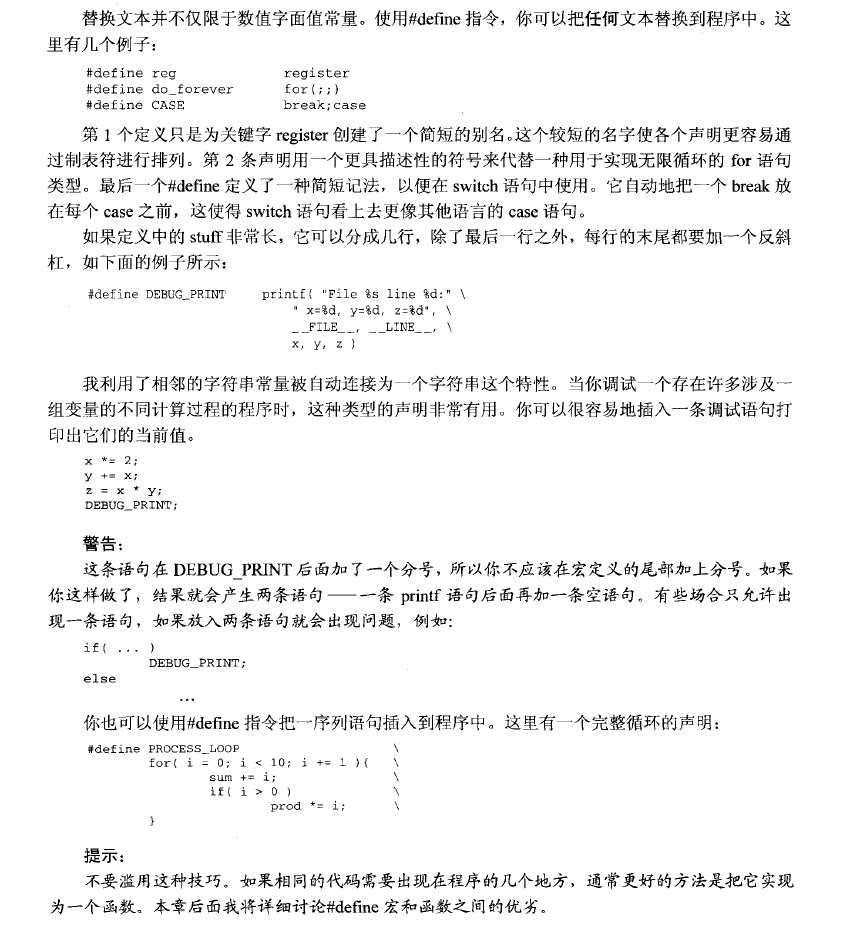 替换文本并不仅限于数值字面值常量。使用#define 指令，你可以把任何文本替换到程序中。这
里有几个例子：
#define reg register
#define do_forever for(;;)
#define CASE break;case
第 1 个定义只是为关键字 register 创建了一个简短的别名。这个较短的名字使各个声明更容易通
过制表符进行排列。第 2 条声明用一个更具描述性的符号来代替一种用于实现无限循环的 for 语句
类型。最后一个#define 定义了一种简短记法，以便在 switch 语句中使用。它自动地把一个 break 放
在每个 case 之前，这使得 switch 语句看上去更像其他语言的 case 语句。
如果定义中的 stuff 非常长，它可以分成几行，除了最后一行之外，每行的末尾都要加一个反斜
杠，如下面的例子所示：
#define DEBUG_PRINT printf( "File %s line %d:" \
" x=%d, y=%d, z=%d", \
__FILE__, __LINE__, \
x, y, z )
我利用了相邻的字符串常量被自动连接为一个字符串这个特性。当你调试一个存在许多涉及一
组变量的不同计算过程的程序时，这种类型的声明非常有用。你可以很容易地插入一条调试语句打
印出它们的当前值。
x *= 2;
y += x;
z = x * y;
DEBUG_PRINT;
警告：
这条语句在 DEBUG_PRINT 后面加了一个分号，所以你不应该在宏定义的尾部加上分号。如果
你这样做了，结果就会产生两条语句——一条 printf 语句后面再加一条空语句。有些场合只允许出
现一条语句，如果放入两条语句就会出现问题，例如：
if( ... )
DEBUG_PRINT;
else
...
你也可以使用#define 指令把一序列语句插入到程序中。这里有一个完整循环的声明：
#define PROCESS_LOOP \
for( i = 0; i < 10; i += 1 ){ \
sum += i; \
if( i > 0 ) \
prod *= i; \
}
提示：
不要滥用这种技巧。如果相同的代码需要出现在程序的几个地方，通常更好的方法是把它实现
为一个函数。本章后面我将详细讨论#define 宏和函数之间的优劣。